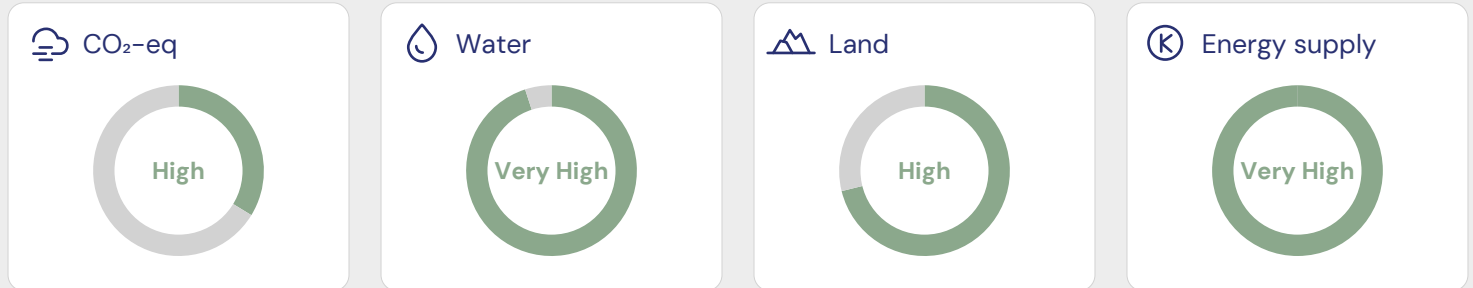 CO₂-eq
High
Water
Very High
Land
High
Energy supply
Very High